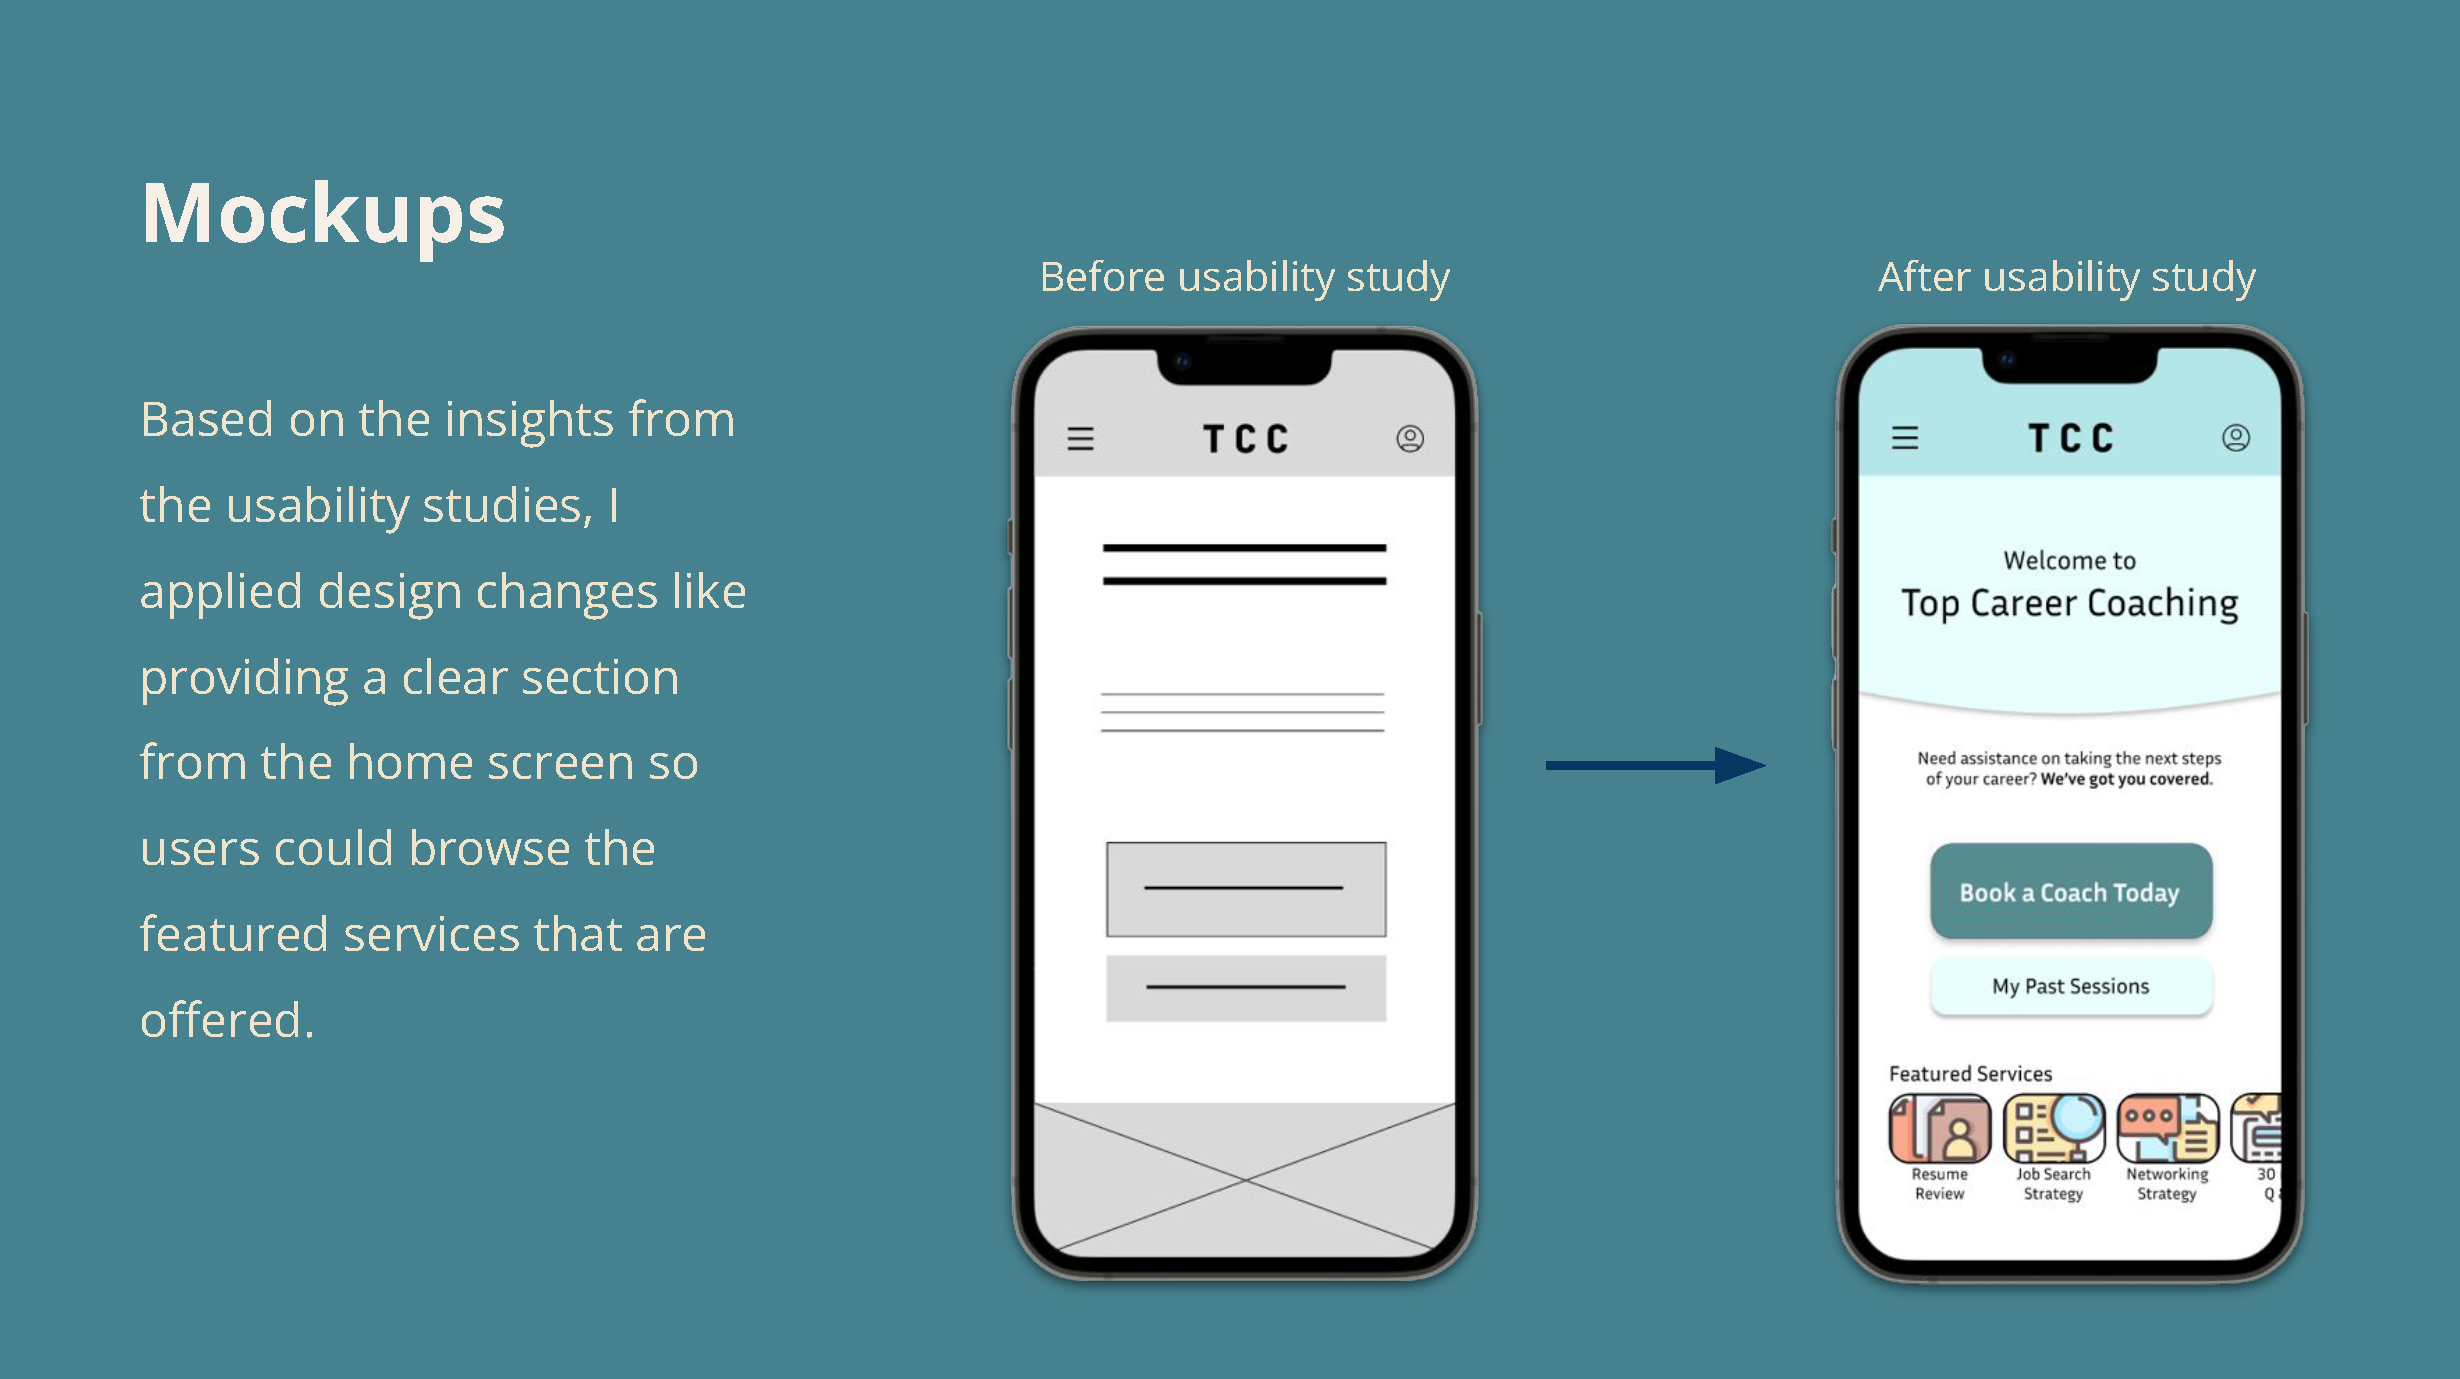 Mockups
Based on the insights from
the usability studies, I
applied design changes like
providing a clear section
from the home screen so
users could browse the
featured services that are
offered.
Before usability study
TCC
After usability study
TCC
Welcome to
Top Career Coaching
Need assistance on taking the next steps
of your career? We've got you covered.
Book a Coach Today
My Past Sessions
Featured Services
Resume
Review
Job Search
Strategy
Networking
Strategy
30
Q